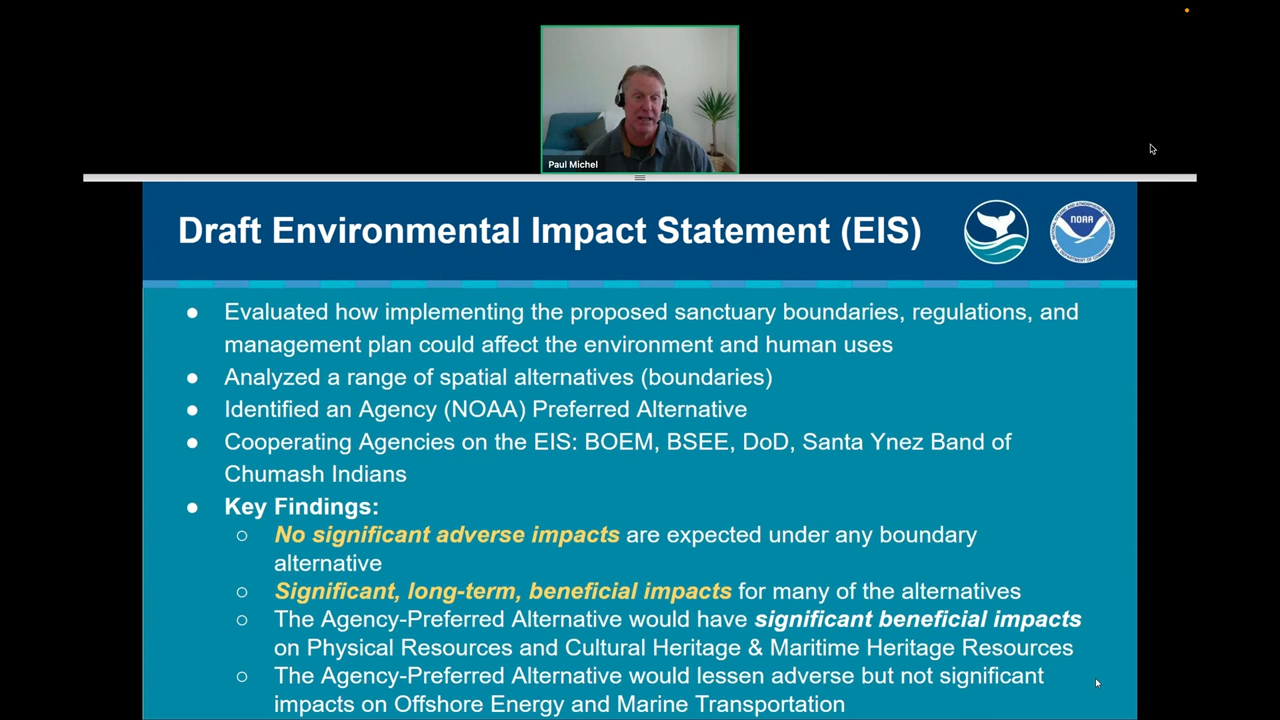 Paul Michel
Draft Environmental Impact Statement (EIS)
NOAA
● Evaluated how implementing the proposed sanctuary boundaries, regulations, and
management plan could affect the environment and human uses
● Analyzed a range of spatial alternatives (boundaries)
● Identified an Agency (NOAA) Preferred Alternative
● Cooperating Agencies on the EIS: BOEM, BSEE, DoD, Santa Ynez Band of
Chumash Indians
● Key Findings:
○ No significant adverse impacts are expected under any boundary
alternative
○ Significant, long-term, beneficial impacts for many of the alternatives
○ The Agency-Preferred Alternative would have significant beneficial impacts
on Physical Resources and Cultural Heritage & Maritime Heritage Resources
○ The Agency-Preferred Alternative would lessen adverse but not significant
impacts on Offshore Energy and Marine Transportation